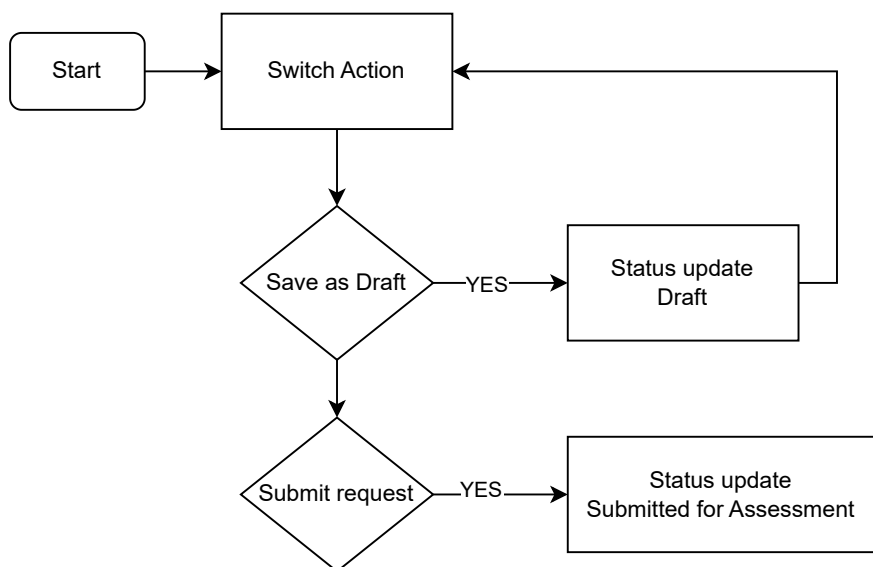 Start
Switch Action
Save as Draft
YES
Status update
Draft
Submit request
YES
Status update
Submitted for Assessment